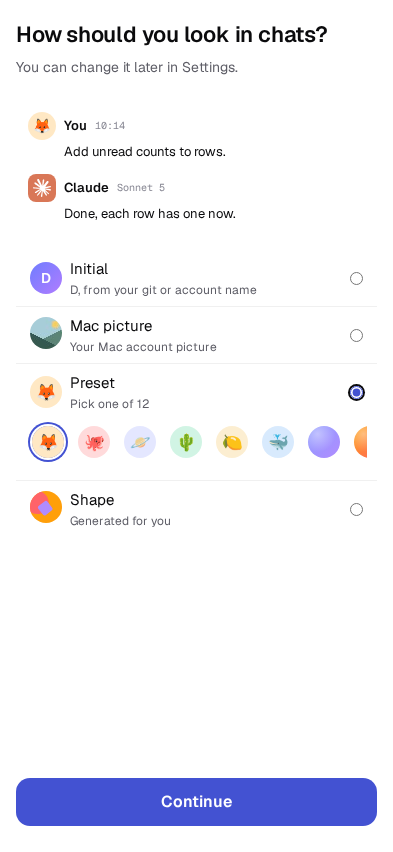 How should you look in chats?
You can change it later in Settings.
You 10:14
Add unread counts to rows.
Claude Sonnet 5
Done, each row has one now.
D
Initial
D, from your git or account name
Mac picture
Your Mac account picture
Preset
Pick one of 12
Shape
Generated for you
Continue